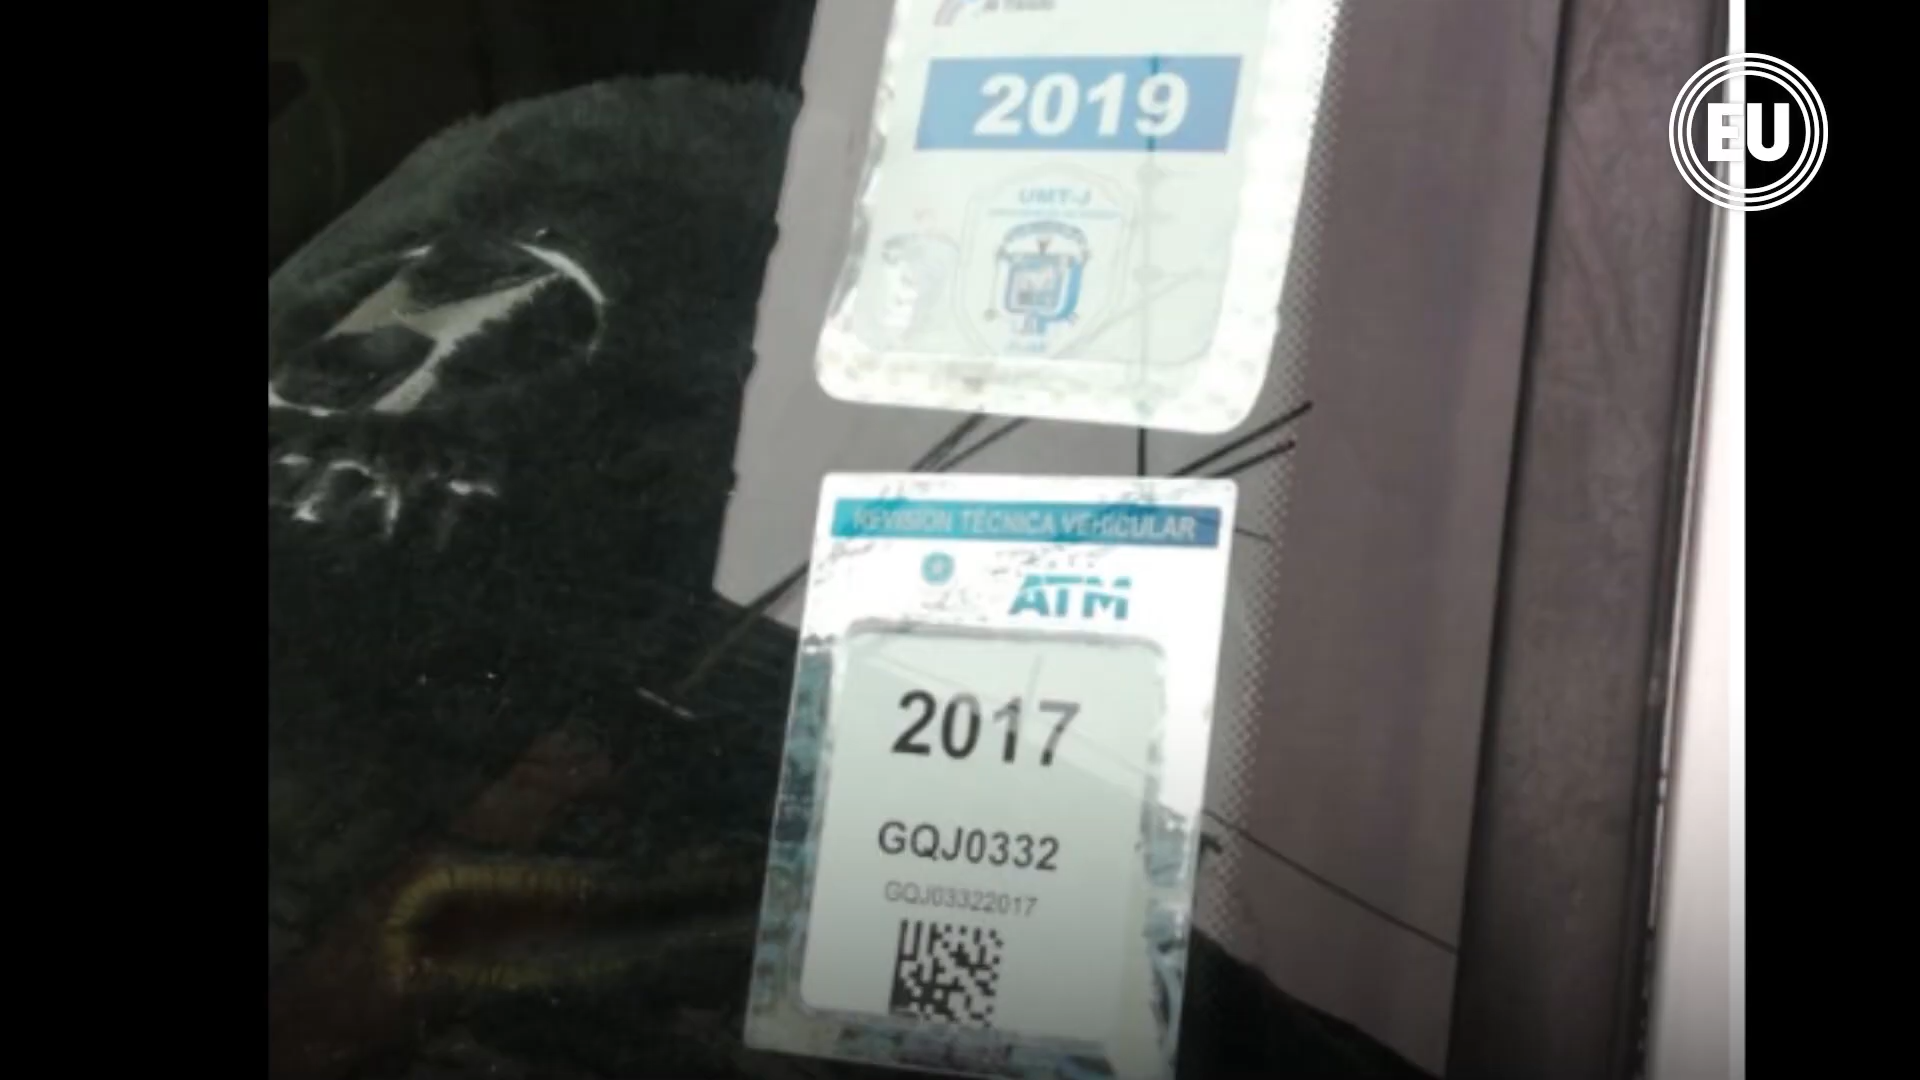 2019
UMT-J
EU
REVISIÓN TÉCNICA VEHICULAR
ATM
2017
GQJ0332
GQJ03322017